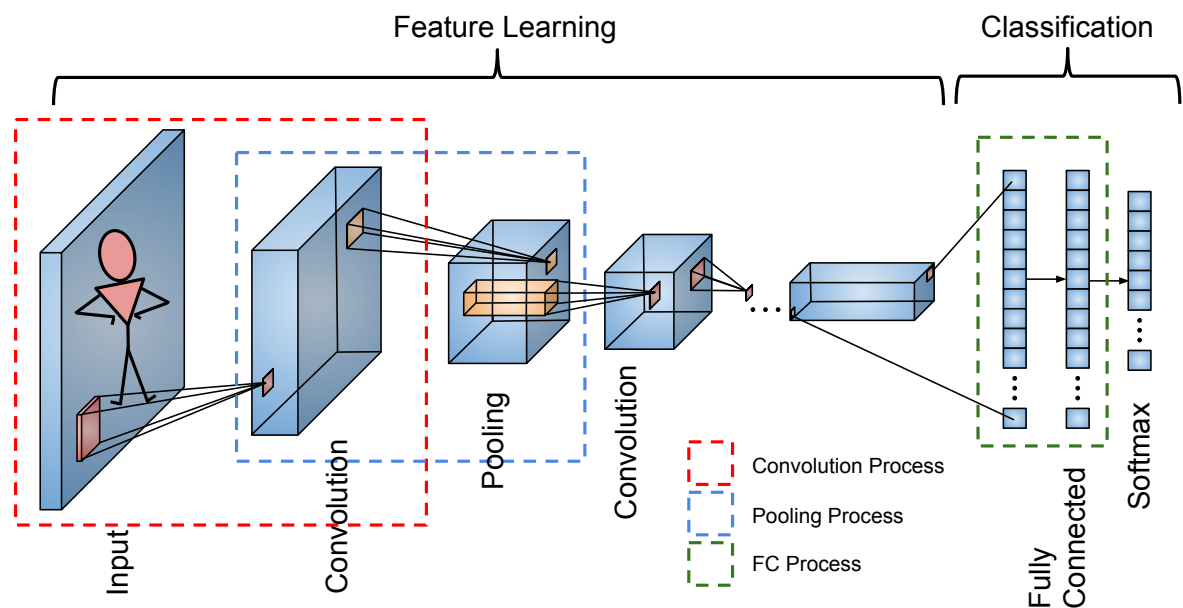 Feature Learning
Classification
Input
Convolution
Pooling
Convolution
...
Fully
Connected
Softmax
Convolution Process
Pooling Process
FC Process